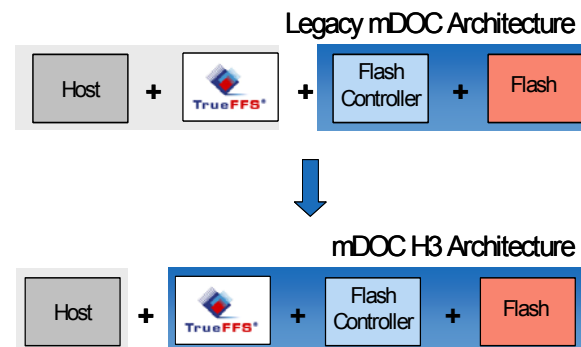 Legacy mDOC Architecture
Host + TrueFFS® + Flash Controller + Flash
mDOC H3 Architecture
Host + TrueFFS® + Flash Controller + Flash